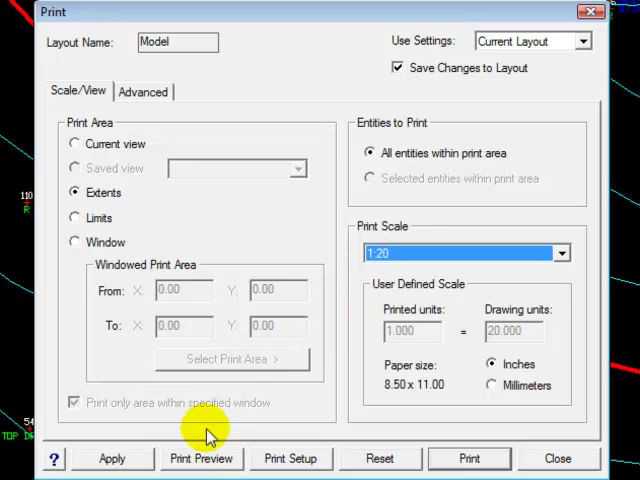 Print
Layout Name: Model
Use Settings: Current Layout
Save Changes to Layout
Scale/View
Advanced
Print Area
Current view
Saved view
Extents
Limits
Window
Windowed Print Area
From: X: 0.00 Y: 0.00
To: X: 0.00 Y: 0.00
Select Print Area >
Print only area within specified window
Entities to Print
All entities within print area
Selected entities within print area
Print Scale
1:20
User Defined Scale
Printed units: Drawing units:
1.000 = 20.000
Paper size: Inches
8.50 x 11.00 Millimeters
? Apply Print Preview Print Setup Reset Print Close
110
R
54
TOP D